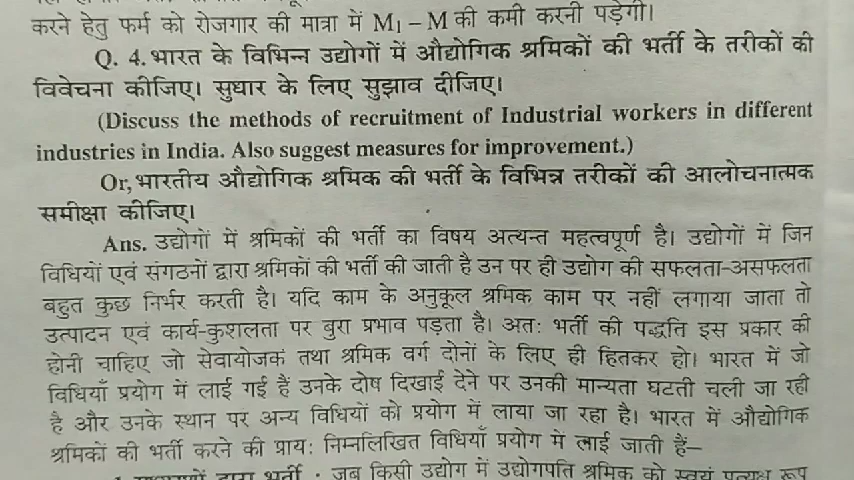 करने हेतु फर्म को रोजगार की मात्रा में M₁ – M की कमी करनी पड़ेगी।
Q. 4. भारत के विभिन्न उद्योगों में औद्योगिक श्रमिकों की भर्ती के तरीकों की
विवेचना कीजिए। सुधार के लिए सुझाव दीजिए।
(Discuss the methods of recruitment of Industrial workers in different
industries in India. Also suggest measures for improvement.)
Or, भारतीय औद्योगिक श्रमिक की भर्ती के विभिन्न तरीकों की आलोचनात्मक
समीक्षा कीजिए।
Ans. उद्योगों में श्रमिकों की भर्ती का विषय अत्यन्त महत्वपूर्ण है। उद्योगों में जिन
विधियों एवं संगठनों द्वारा श्रमिकों की भर्ती की जाती है उन पर ही उद्योग की सफलता-असफलता
बहुत कुछ निर्भर करती है। यदि काम के अनुकूल श्रमिक काम पर नहीं लगाया जाता तो
उत्पादन एवं कार्य-कुशलता पर बुरा प्रभाव पड़ता है। अतः भर्ती की पद्धति इस प्रकार की
होनी चाहिए जो सेवायोजकं तथा श्रमिक वर्ग दोनों के लिए ही हितकर हो। भारत में जो
विधियाँ प्रयोग में लाई गई हैं उनके दोष दिखाई देने पर उनकी मान्यता घटती चली जा रही
है और उनके स्थान पर अन्य विधियों को प्रयोग में लाया जा रहा है। भारत में औद्योगिक
श्रमिकों की भर्ती करने की प्रायः निम्नलिखित विधियाँ प्रयोग में लाई जाती हैं–
द्वारा भर्ती : जब किसी उद्योग में उद्योगपति श्रमिक को स्वयं प्रत्यक्ष रूप